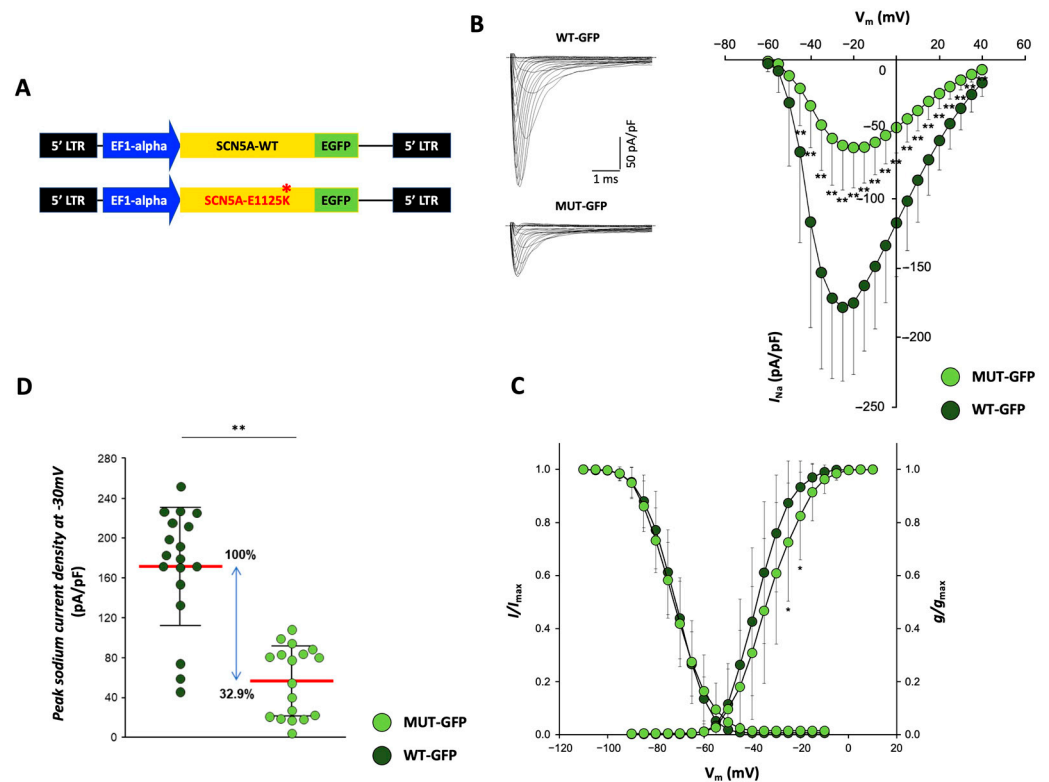 A
5' LTR EF1-alpha SCN5A-WT EGFP 5' LTR
5' LTR EF1-alpha SCN5A-E1125K EGFP 5' LTR
*
B
WT-GFP
50 pA/pF
1 ms
MUT-GFP
Vm (mV)
−80 −60 −40 −20 0 20 40 60
0
−50
−100
−150
−200
−250
INa (pA/pF)
** ** ** ** ** ** ** ** ** ** ** ** ** ** ** ** **
MUT-GFP
WT-GFP
D
**
Peak sodium current density at -30mV
(pA/pF)
280
240
200
160
120
80
40
0
100%
32.9%
MUT-GFP
WT-GFP
C
I/Imax
1.0
0.8
0.6
0.4
0.2
0.0
g/gmax
1.0
0.8
0.6
0.4
0.2
0.0
*
*
−120 −100 −80 −60 −40 −20 0 20
Vm (mV)